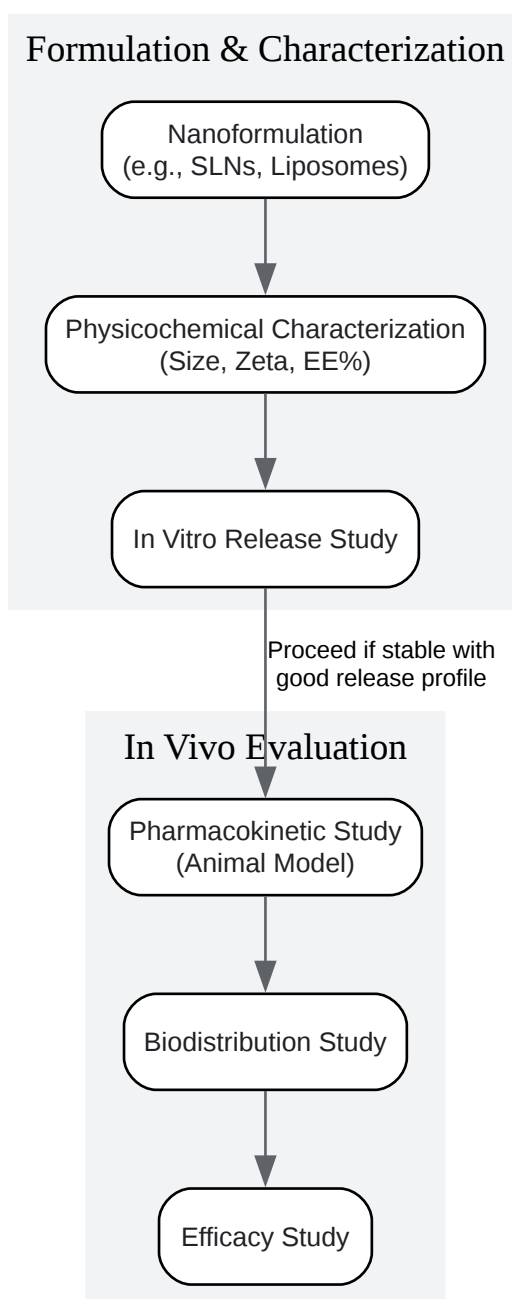 Formulation & Characterization
Nanoformulation
(e.g., SLNs, Liposomes)
Physicochemical Characterization
(Size, Zeta, EE%)
In Vitro Release Study
Proceed if stable with
good release profile
In Vivo Evaluation
Pharmacokinetic Study
(Animal Model)
Biodistribution Study
Efficacy Study